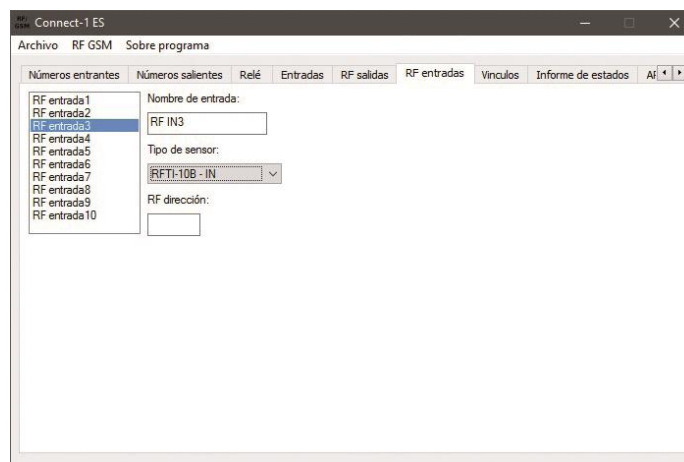 RF/
GSM Connect-1 ES
Archivo RF GSM Sobre programa
Números entrantes Números salientes Relé Entradas RF salidas RF entradas Vinculos Informe de estados
RF entrada1
RF entrada2
RF entrada3
RF entrada4
RF entrada5
RF entrada6
RF entrada7
RF entrada8
RF entrada9
RF entrada10
Nombre de entrada:
RF IN3
Tipo de sensor:
RFTI-10B - IN
RF dirección: